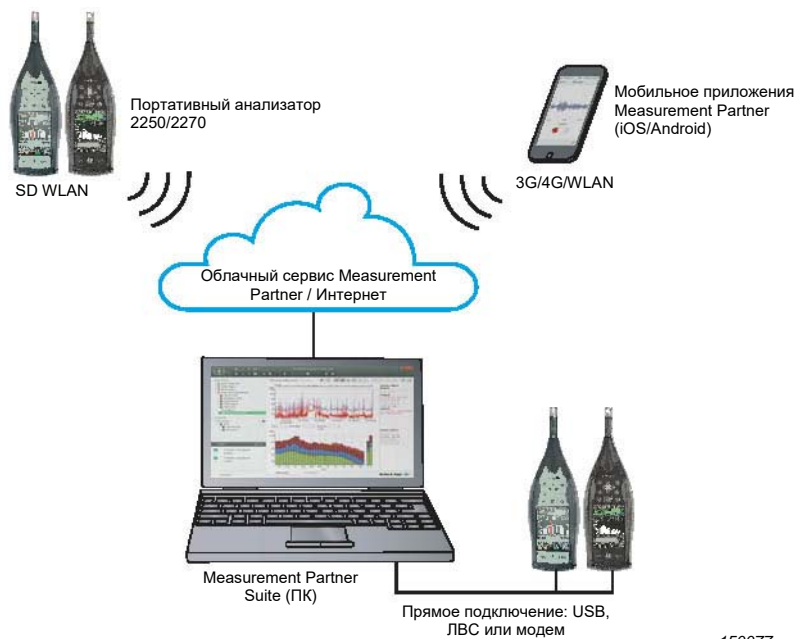 Портативный анализатор
2250/2270
SD WLAN
Мобильное приложения
Measurement Partner
(iOS/Android)
3G/4G/WLAN
Облачный сервис Measurement
Partner / Интернет
Measurement Partner
Suite (ПК)
Прямое подключение: USB,
ЛВС или модем